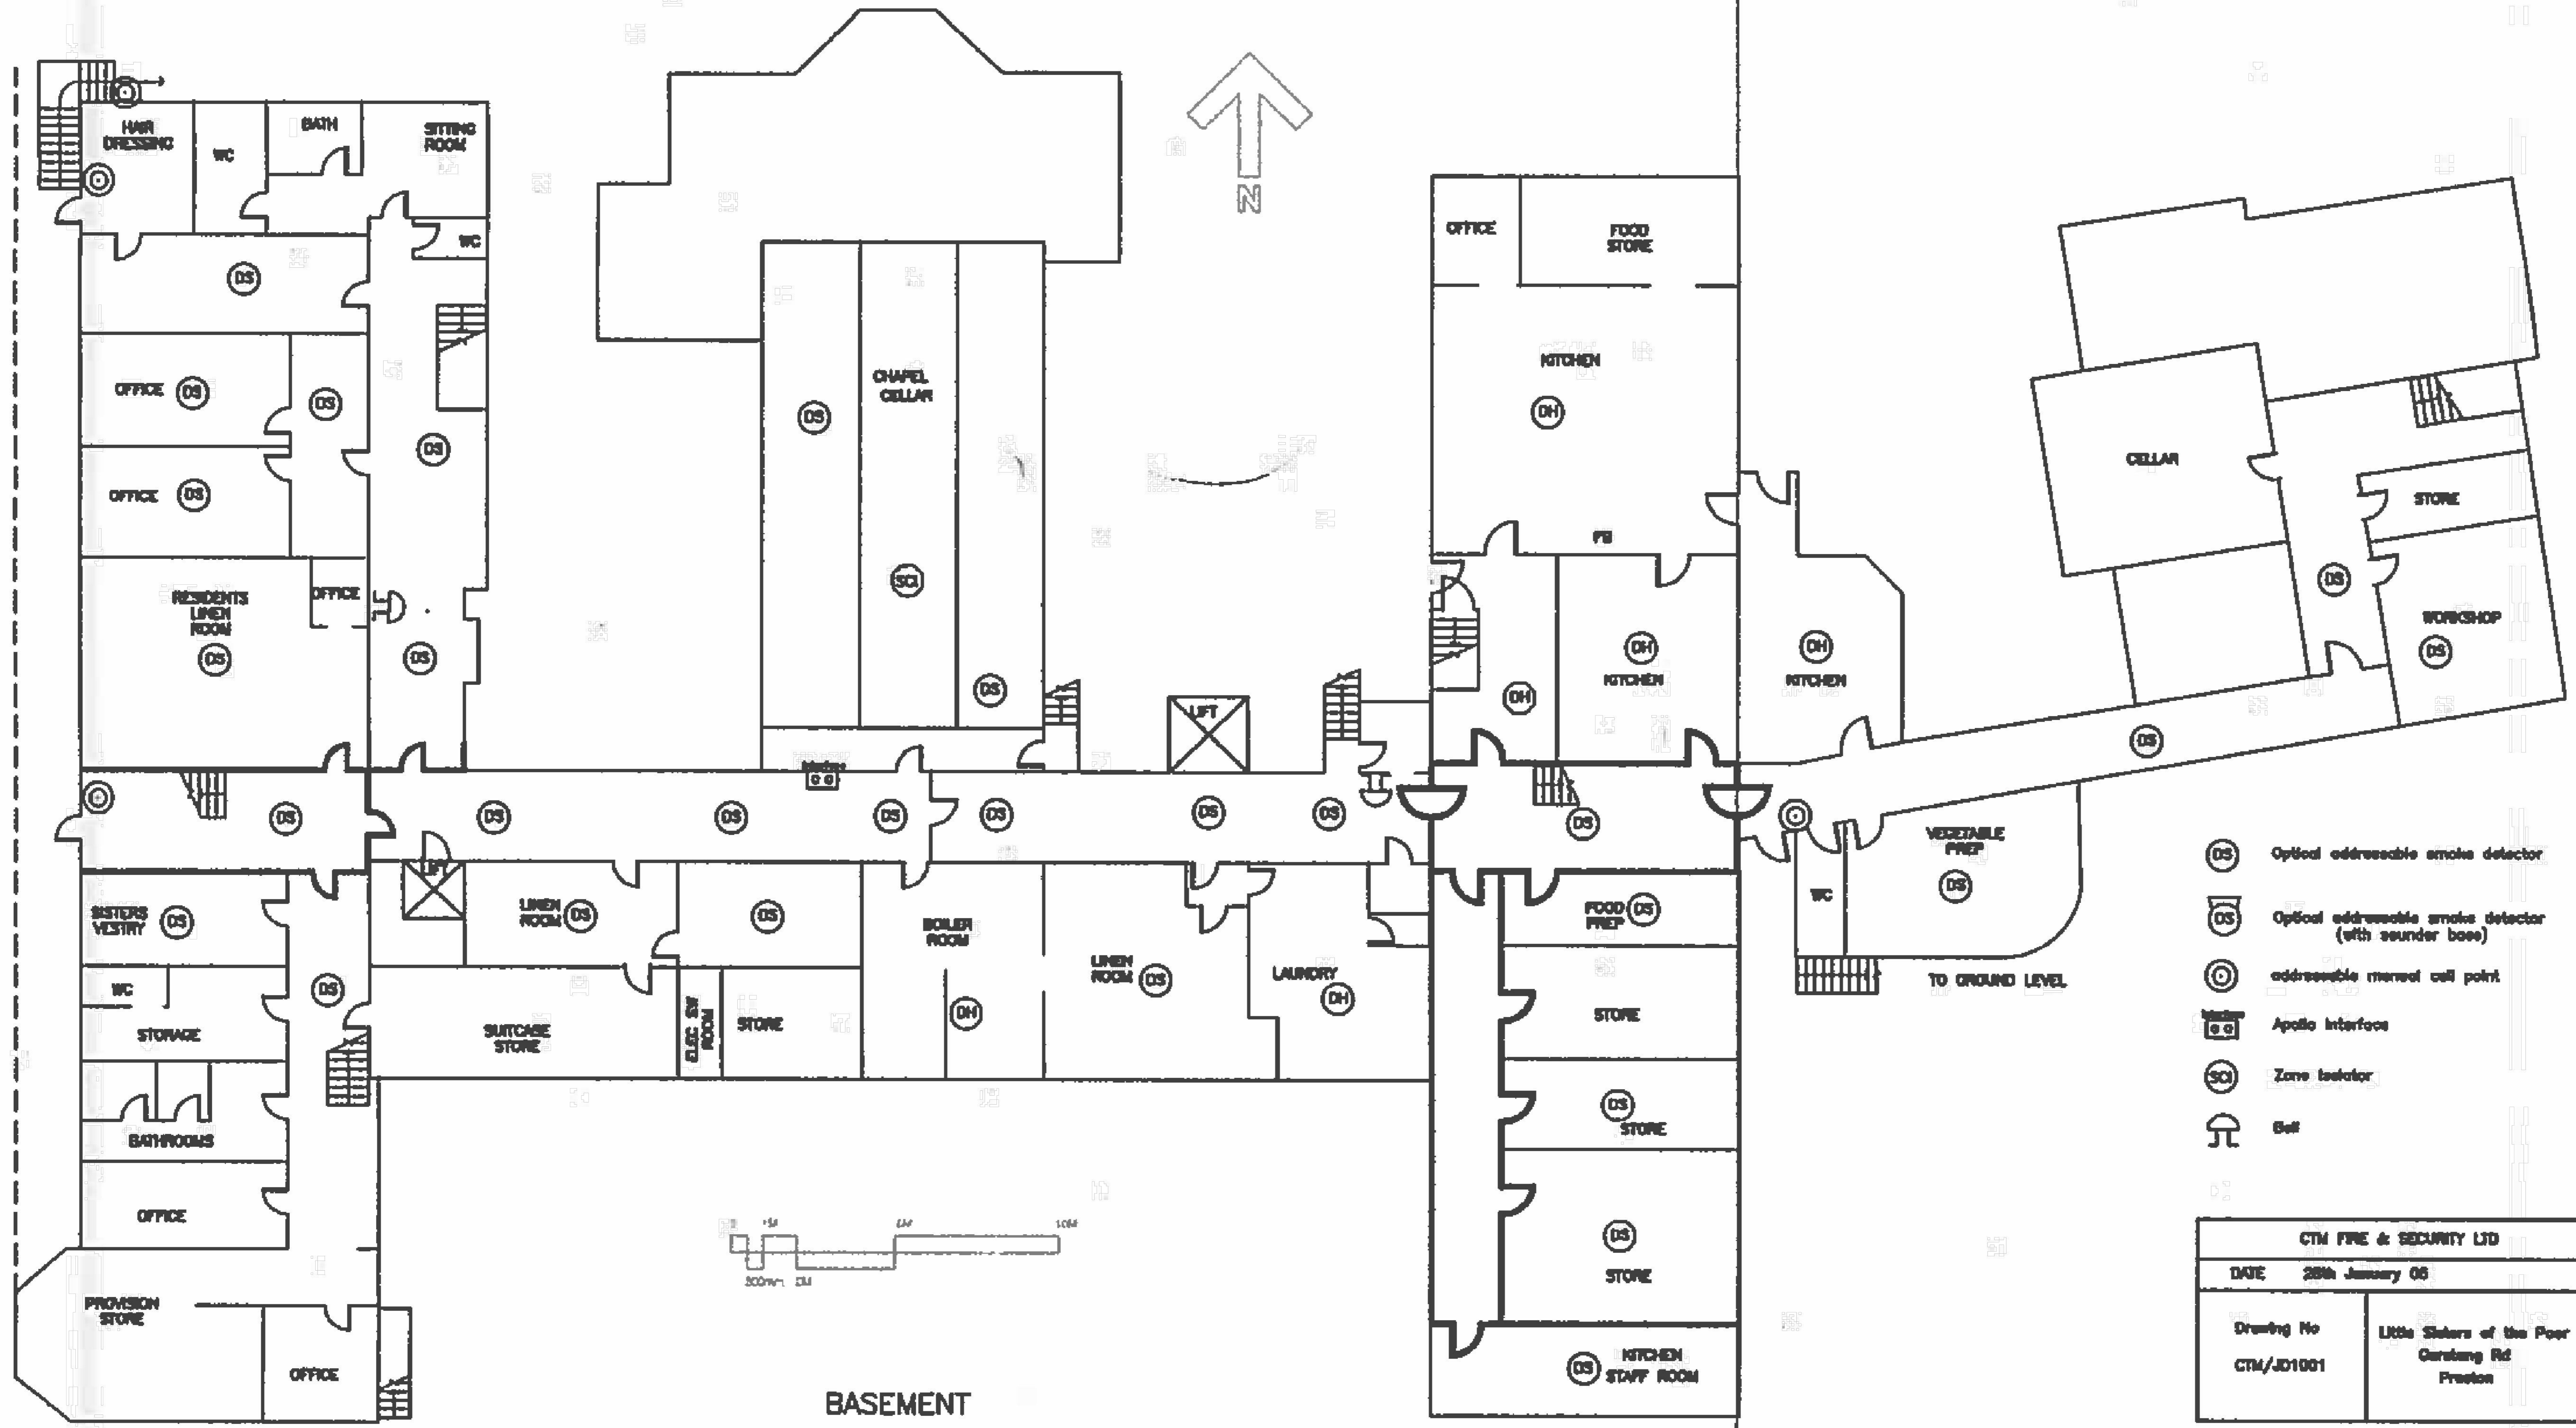 HAIR
DRESSING
WC
BATH
SITTING
ROOM
WC
DS
OFFICE
DS
DS
DS
OFFICE
DS
RESIDENTS
LINEN
ROOM
DS
OFFICE
DS
DS
CHAPEL
CELLAR
SCI
DS
N
OFFICE
FOOD
STORE
KITCHEN
DH
DH
DH
KITCHEN
DH
KITCHEN
CELLAR
STORE
DS
WORKSHOP
DS
DS
LIFT
Interface
DS
DS
DS
DS
DS
DS
DS
DS
LIFT
SISTERS
VESTRY
DS
WC
STORAGE
BATHROOMS
OFFICE
PROVISION
STORE
OFFICE
DS
LINEN
ROOM
DS
DS
SUITCASE
STORE
ELEC SW
ROOM
STORE
BOILER
ROOM
DH
LINEN
ROOM
DS
LAUNDRY
DH
FOOD
PREP
DS
STORE
DS
STORE
DS
STORE
DS
KITCHEN
STAFF ROOM
VEGETABLE
PREP
DS
WC
TO GROUND LEVEL
DS Optical addressable smoke detector
DS Optical addressable smoke detector
(with sounder base)
addressable manual call point
Interface
Apollo Interface
SCI Zone Isolator
Bell
10M
500mm
BASEMENT
CTM FIRE & SECURITY LTD
DATE January 05
Drawing No
CTM/JD1001
Little Sisters of the Poor
Garstang Rd
Preston